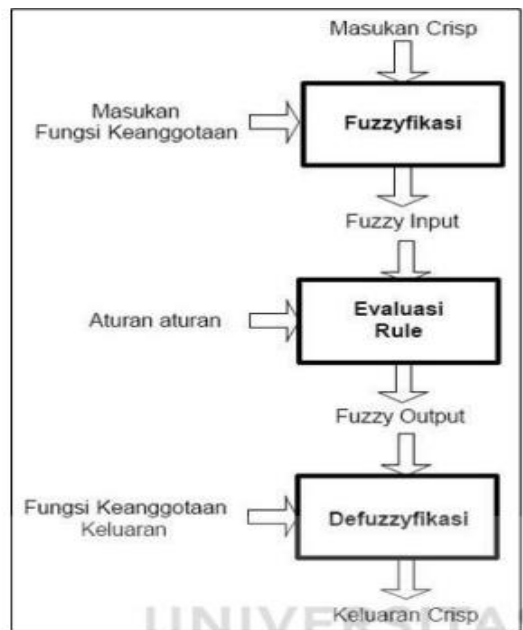 Masukan Crisp
Masukan
Fungsi Keanggotaan
Fuzzyfikasi
Fuzzy Input
Aturan aturan
Evaluasi
Rule
Fuzzy Output
Fungsi Keanggotaan
Keluaran
Defuzzyfikasi
Keluaran Crisp